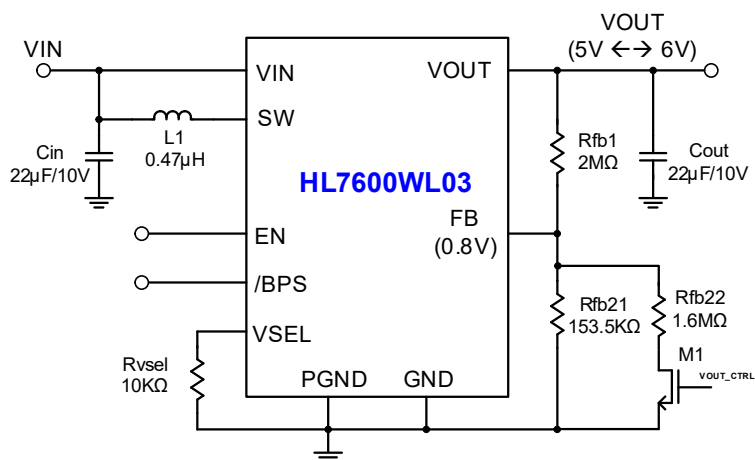 VOUT
VIN
(5V ←→ 6V)
VIN
VOUT
SW
L1
0.47µH
Cin
22µF/10V
Rfb1
2MΩ
Cout
22µF/10V
HL7600WL03
FB
(0.8V)
EN
/BPS
Rfb21
153.5KΩ
Rfb22
1.6MΩ
VSEL
Rvsel
10KΩ
M1
VOUT_CTRL
PGND
GND